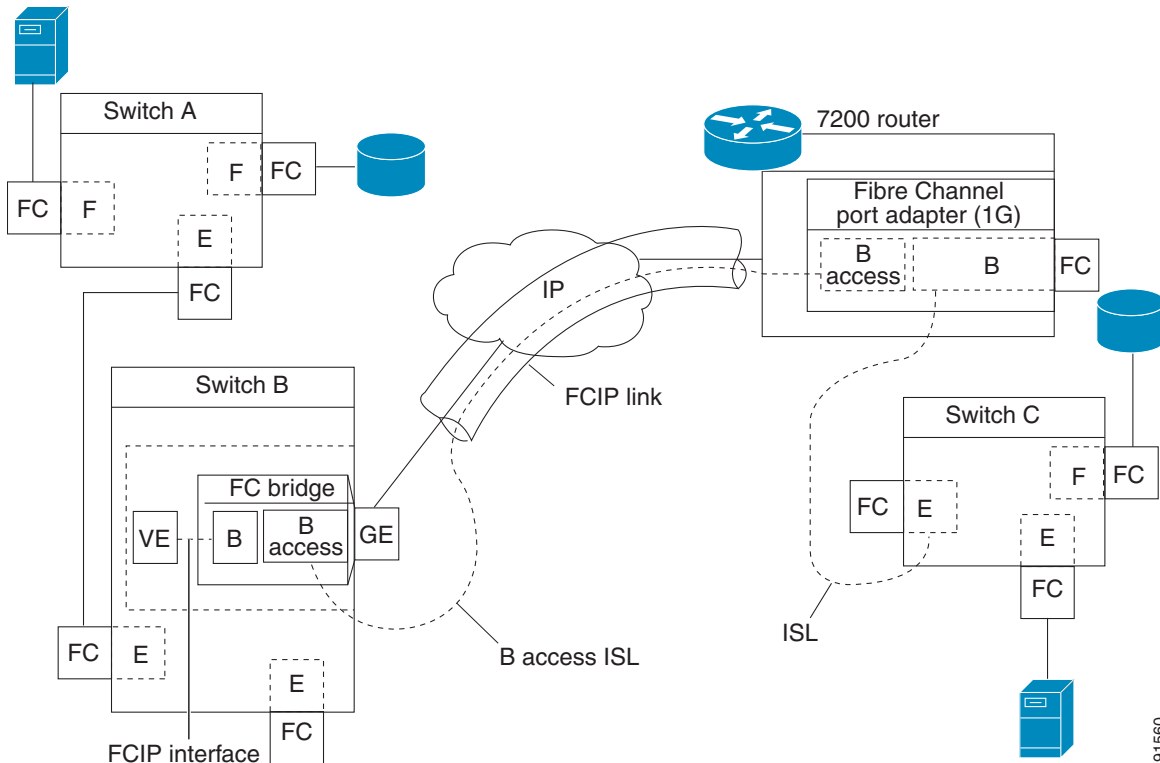 Switch A
F
FC
FC
F
E
FC
7200 router
Fibre Channel
port adapter (1G)
B
access
B
FC
IP
FCIP link
Switch B
FC bridge
VE
B
B
access
GE
FC
E
E
FC
FCIP interface
B access ISL
ISL
Switch C
F
FC
FC
E
E
FC
91560